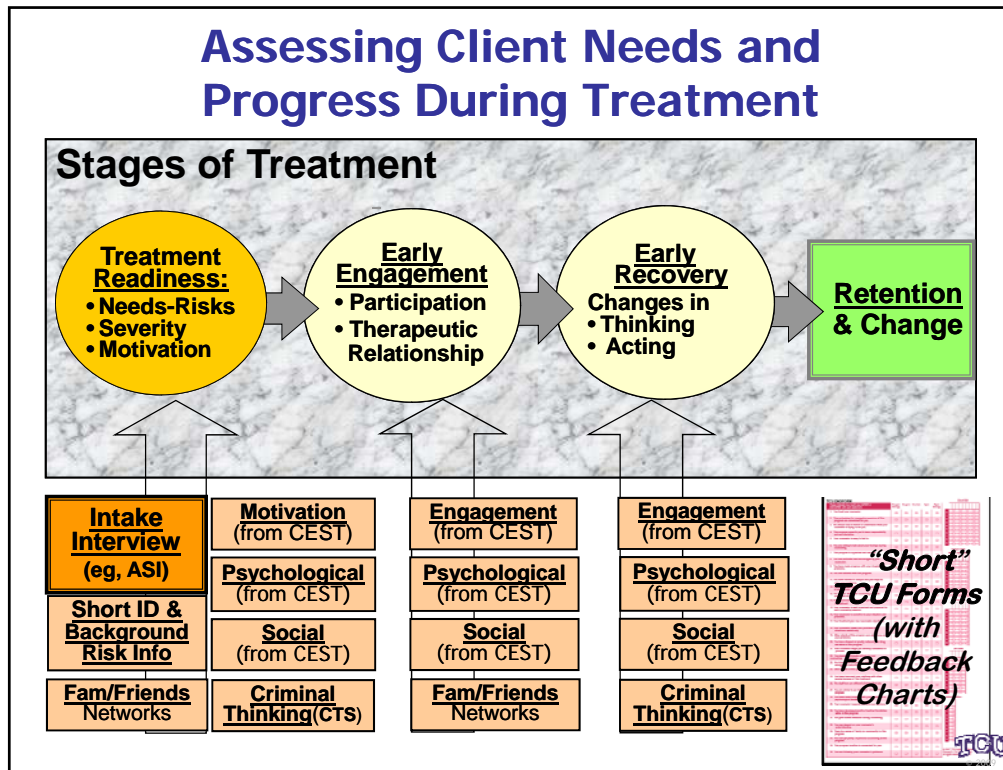 Assessing Client Needs and
Progress During Treatment
Stages of Treatment
Treatment
Readiness:
• Needs-Risks
• Severity
• Motivation
Early
Engagement
• Participation
• Therapeutic
Relationship
Early
Recovery
Changes in
• Thinking
• Acting
Retention
& Change
Intake
Interview
(eg, ASI)
Short ID &
Background
Risk Info
Fam/Friends
Networks
Motivation
(from CEST)
Psychological
(from CEST)
Social
(from CEST)
Criminal
Thinking(CTS)
Engagement
(from CEST)
Psychological
(from CEST)
Social
(from CEST)
Fam/Friends
Networks
Engagement
(from CEST)
Psychological
(from CEST)
Social
(from CEST)
Criminal
Thinking(CTS)
“Short”
TCU Forms
(with
Feedback
Charts)
TCU